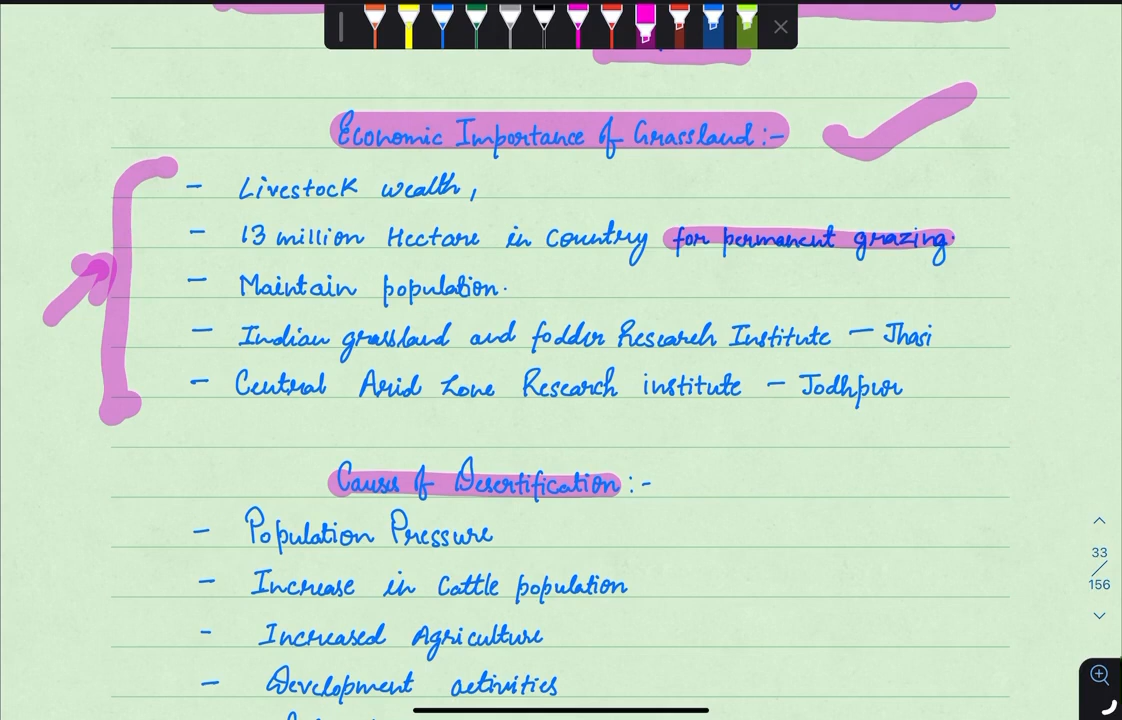 Economic Importance of Grassland :-
- Livestock wealth,
- 13 million Hectare in country for permanent grazing.
- Maintain population.
- Indian grassland and fodder Research Institute - Jhasi
- Central Arid Zone Research institute - Jodhpur
Causes of Desertification :-
- Population Pressure
- Increase in Cattle population
- Increased Agriculture
- Development activities
33
156